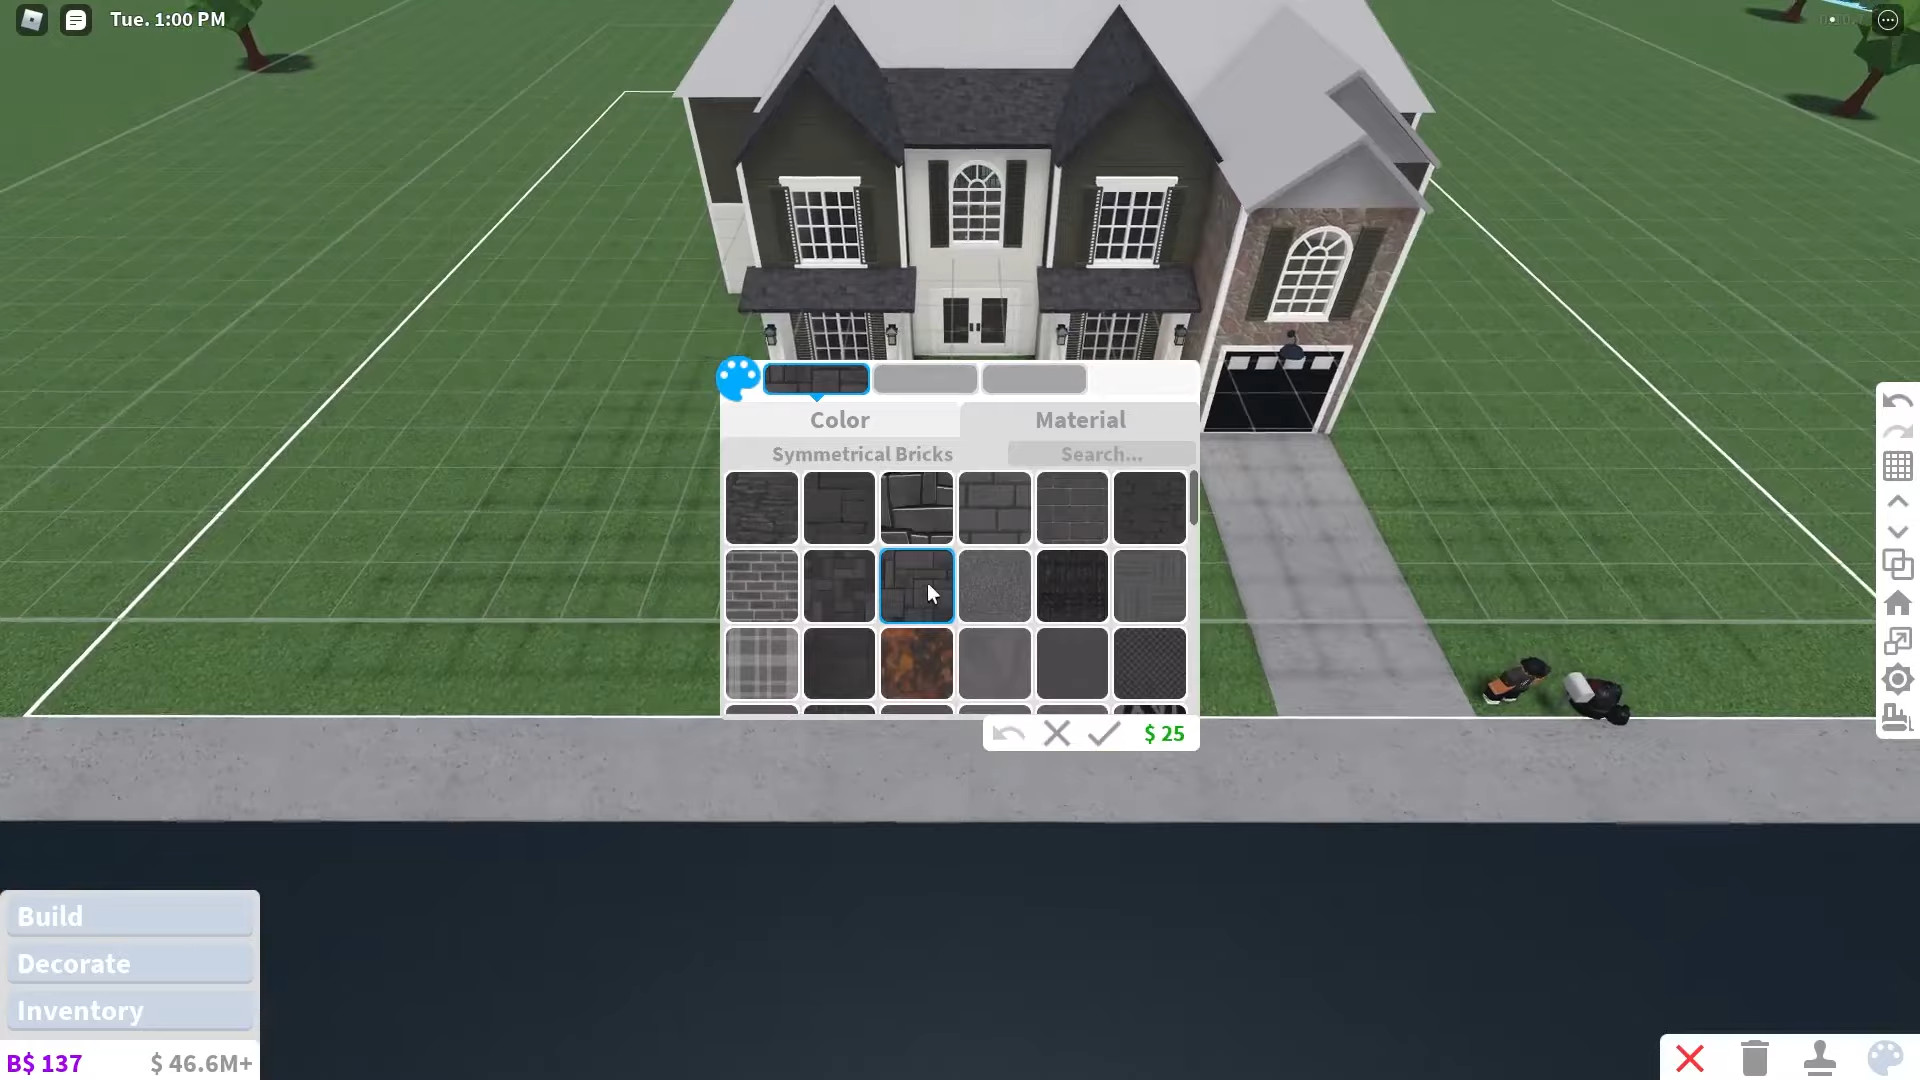 Tue. 1:00 PM
Color
Material
Symmetrical Bricks
Search...
$ 25
Build
Decorate
Inventory
B$ 137
$ 46.6M+